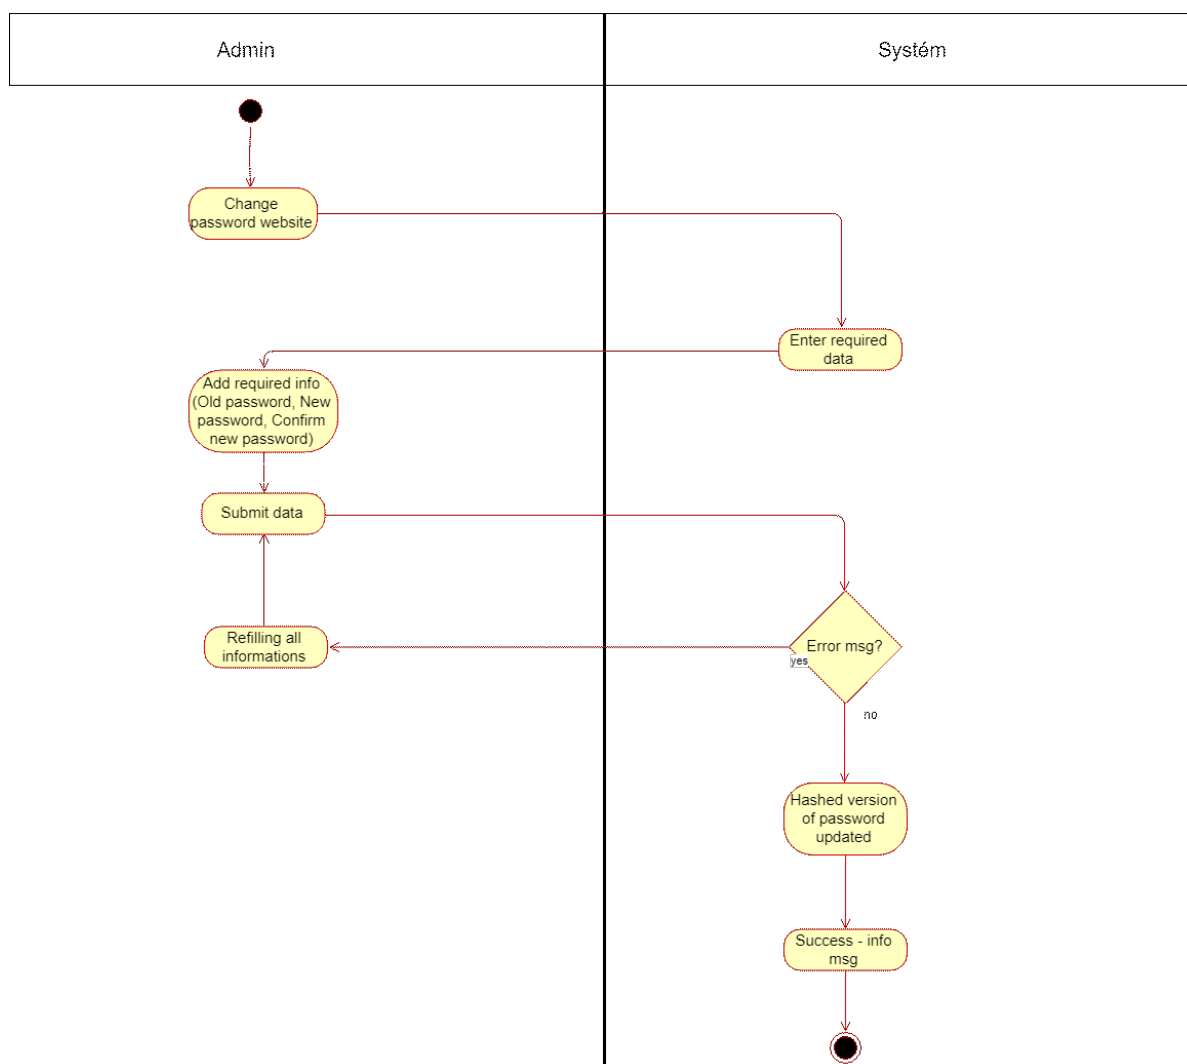 Admin
Systém
Change
password website
Enter required
data
Add required info
(Old password, New
password, Confirm
new password)
Submit data
Refilling all
informations
Error msg?
yes
no
Hashed version
of password
updated
Success - info
msg